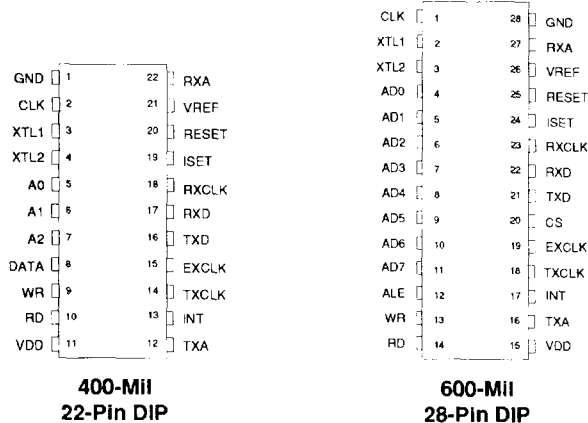 GND 1 22 RXA
CLK 2 21 VREF
XTL1 3 20 RESET
XTL2 4 19 ISET
A0 5 18 RXCLK
A1 6 17 RXD
A2 7 16 TXD
DATA 8 15 EXCLK
WR 9 14 TXCLK
RD 10 13 INT
VDD 11 12 TXA
400-Mil
22-Pin DIP
CLK 1 28 GND
XTL1 2 27 RXA
XTL2 3 26 VREF
AD0 4 25 RESET
AD1 5 24 ISET
AD2 6 23 RXCLK
AD3 7 22 RXD
AD4 8 21 TXD
AD5 9 20 CS
AD6 10 19 EXCLK
AD7 11 18 TXCLK
ALE 12 17 INT
WR 13 16 TXA
RD 14 15 VDD
600-Mil
28-Pin DIP